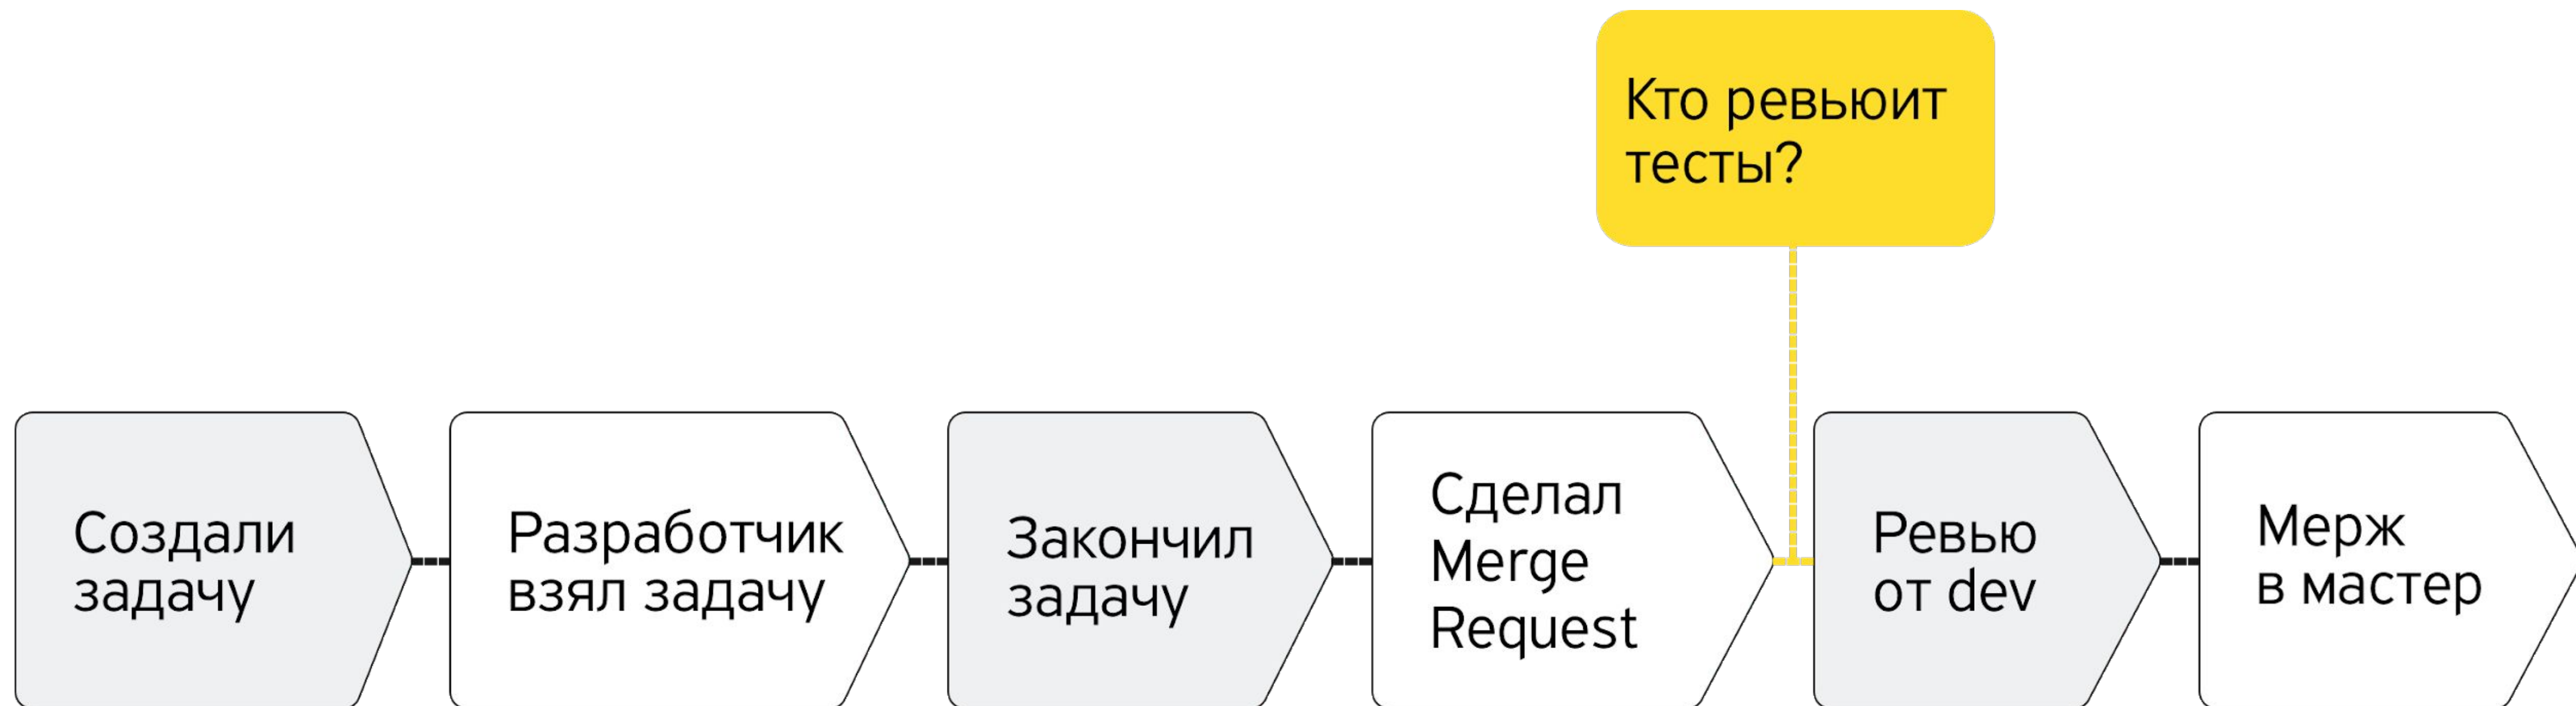 Кто ревьюит
тесты?
Создали
задачу
Разработчик
взял задачу
Закончил
задачу
Сделал
Merge
Request
Ревью
от dev
Мерж
в мастер